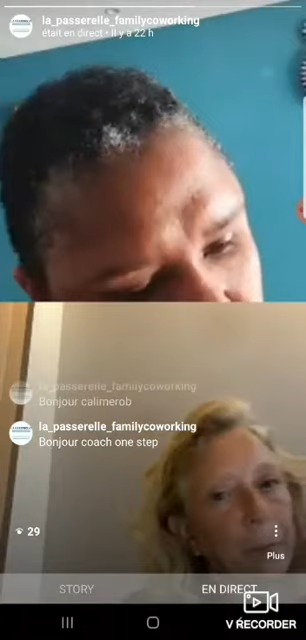 la_passerelle_familycoworking
était en direct • Il y a 22 h
la_passerelle_familycoworking
Bonjour calimerob
la_passerelle_familycoworking
Bonjour coach one step
29
Plus
STORY
EN DIRECT
V RECORDER